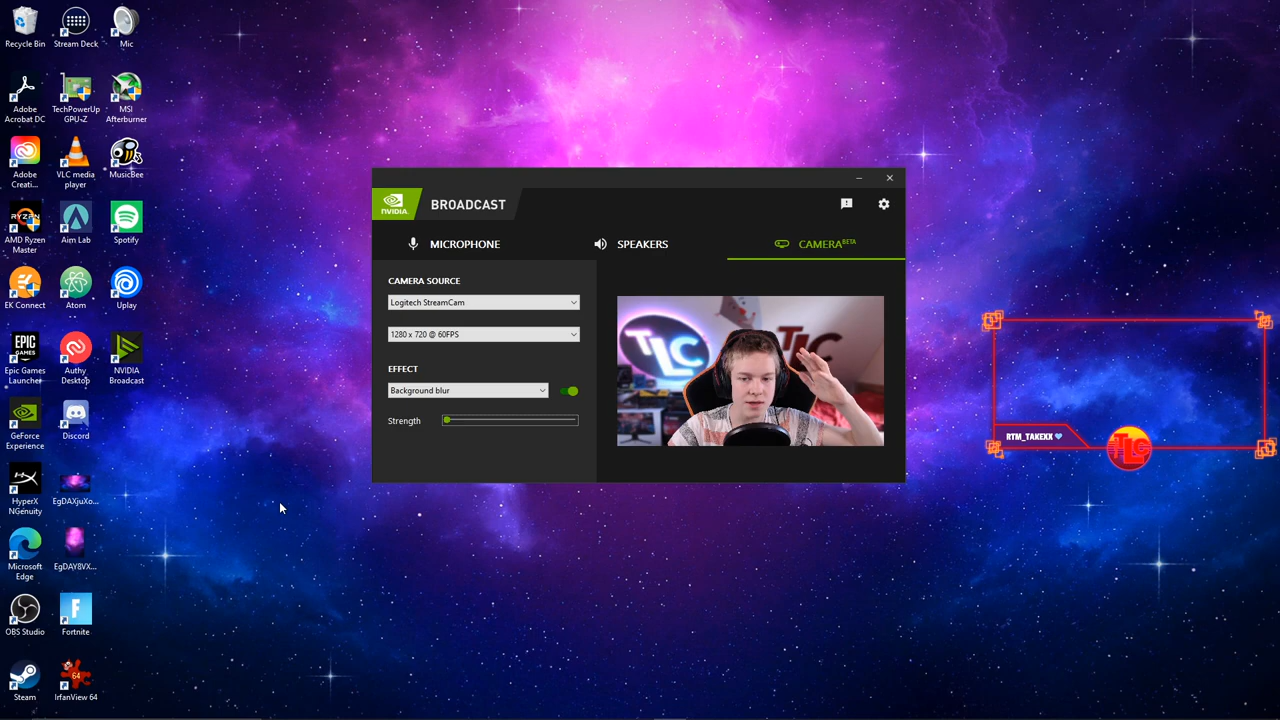 Recycle Bin
Stream Deck
Mic
Adobe
Acrobat DC
TechPowerUp
GPU-Z
MSI
Afterburner
Adobe
Creati...
VLC media
player
MusicBee
RYZEN
AMD Ryzen
Master
Aim Lab
Spotify
EK Connect
Atom
Uplay
EPIC
GAMES
Epic Games
Launcher
Authy
Desktop
NVIDIA
Broadcast
GeForce
Experience
Discord
HyperX
NGenuity
EgDAXjuXo...
Microsoft
Edge
EgDAY8VX...
OBS Studio
F
Fortnite
Steam
64
IrfanView 64
NVIDIA
BROADCAST
MICROPHONE
SPEAKERS
CAMERA BETA
CAMERA SOURCE
Logitech StreamCam
1280 x 720 @ 60FPS
EFFECT
Background blur
Strength
TLC
TLC
RTM_TAKEXX 💙
TLC